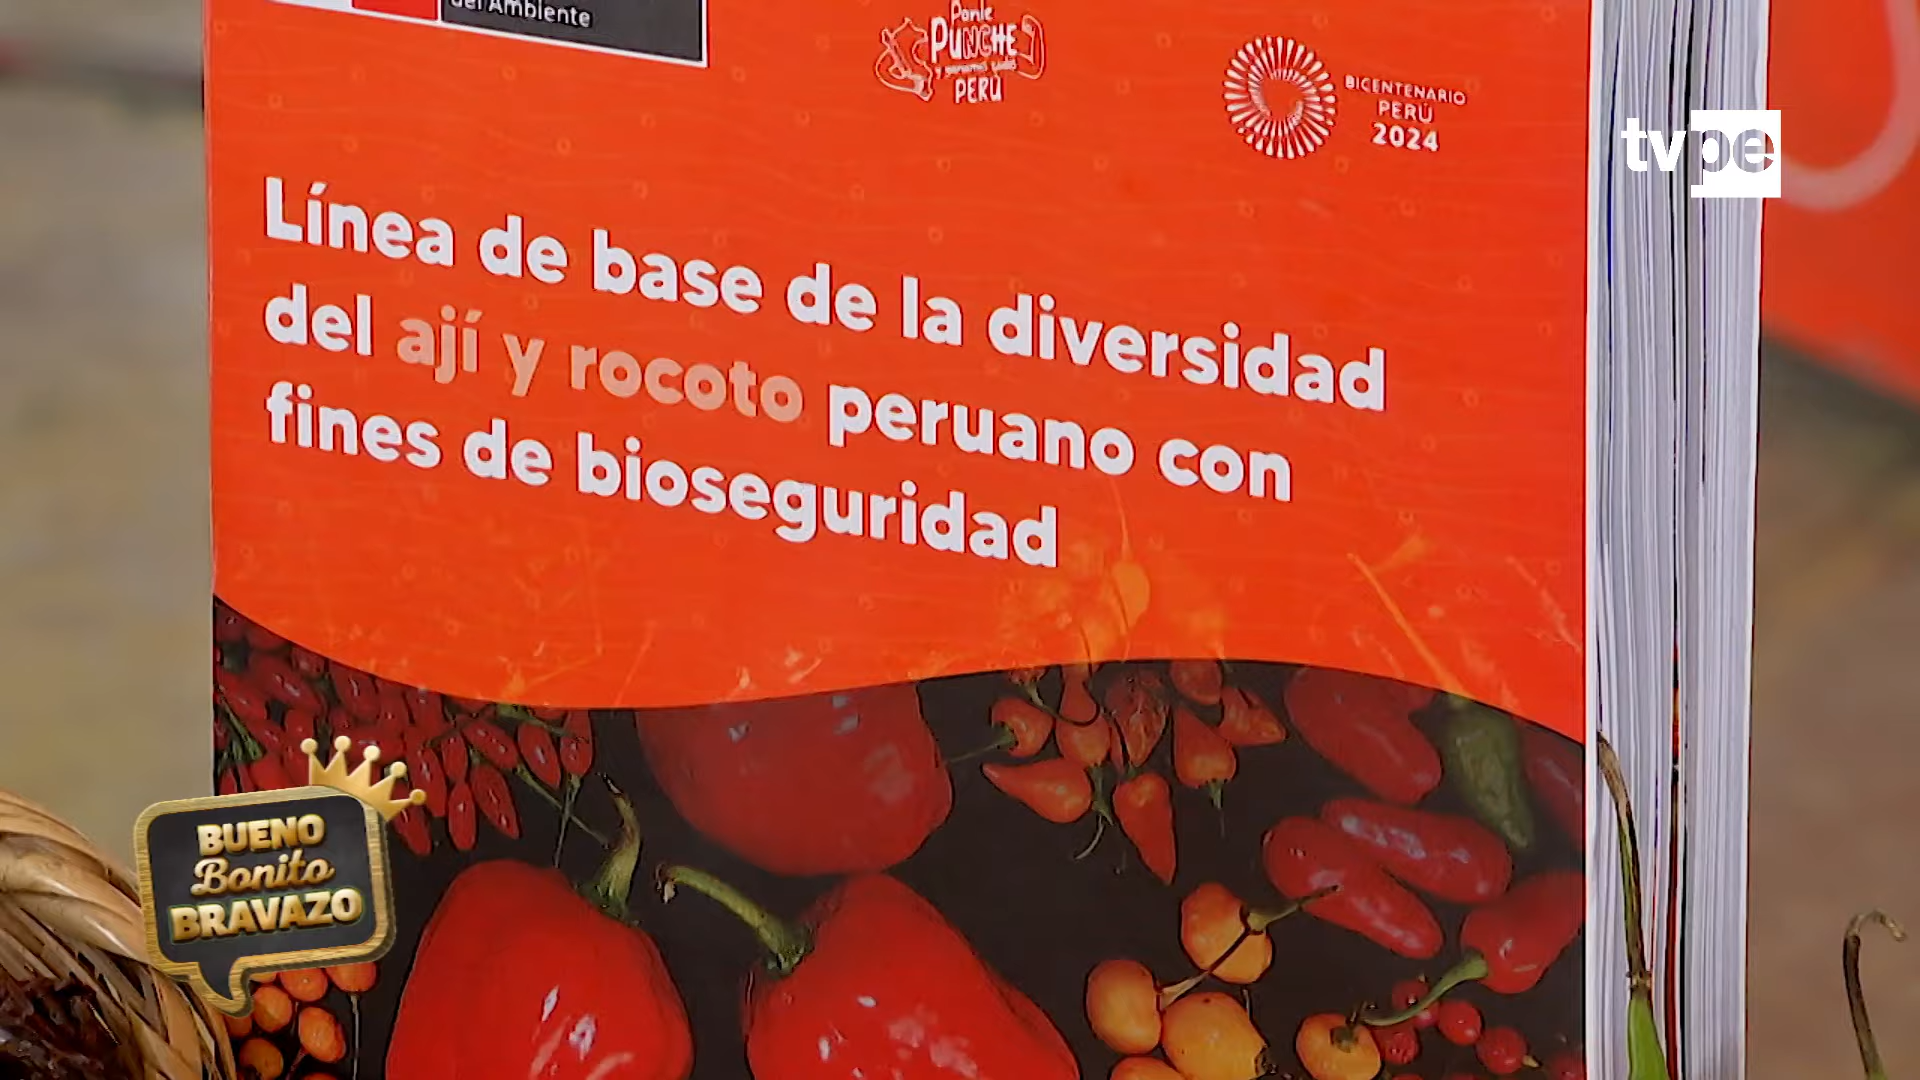 del Ambiente
Ponle
PUNCHE
PERÚ
BICENTENARIO
PERÚ
2024
tvpe
Línea de base de la diversidad
del ají y rocoto peruano con
fines de bioseguridad
BUENO
Bonito
BRAVAZO